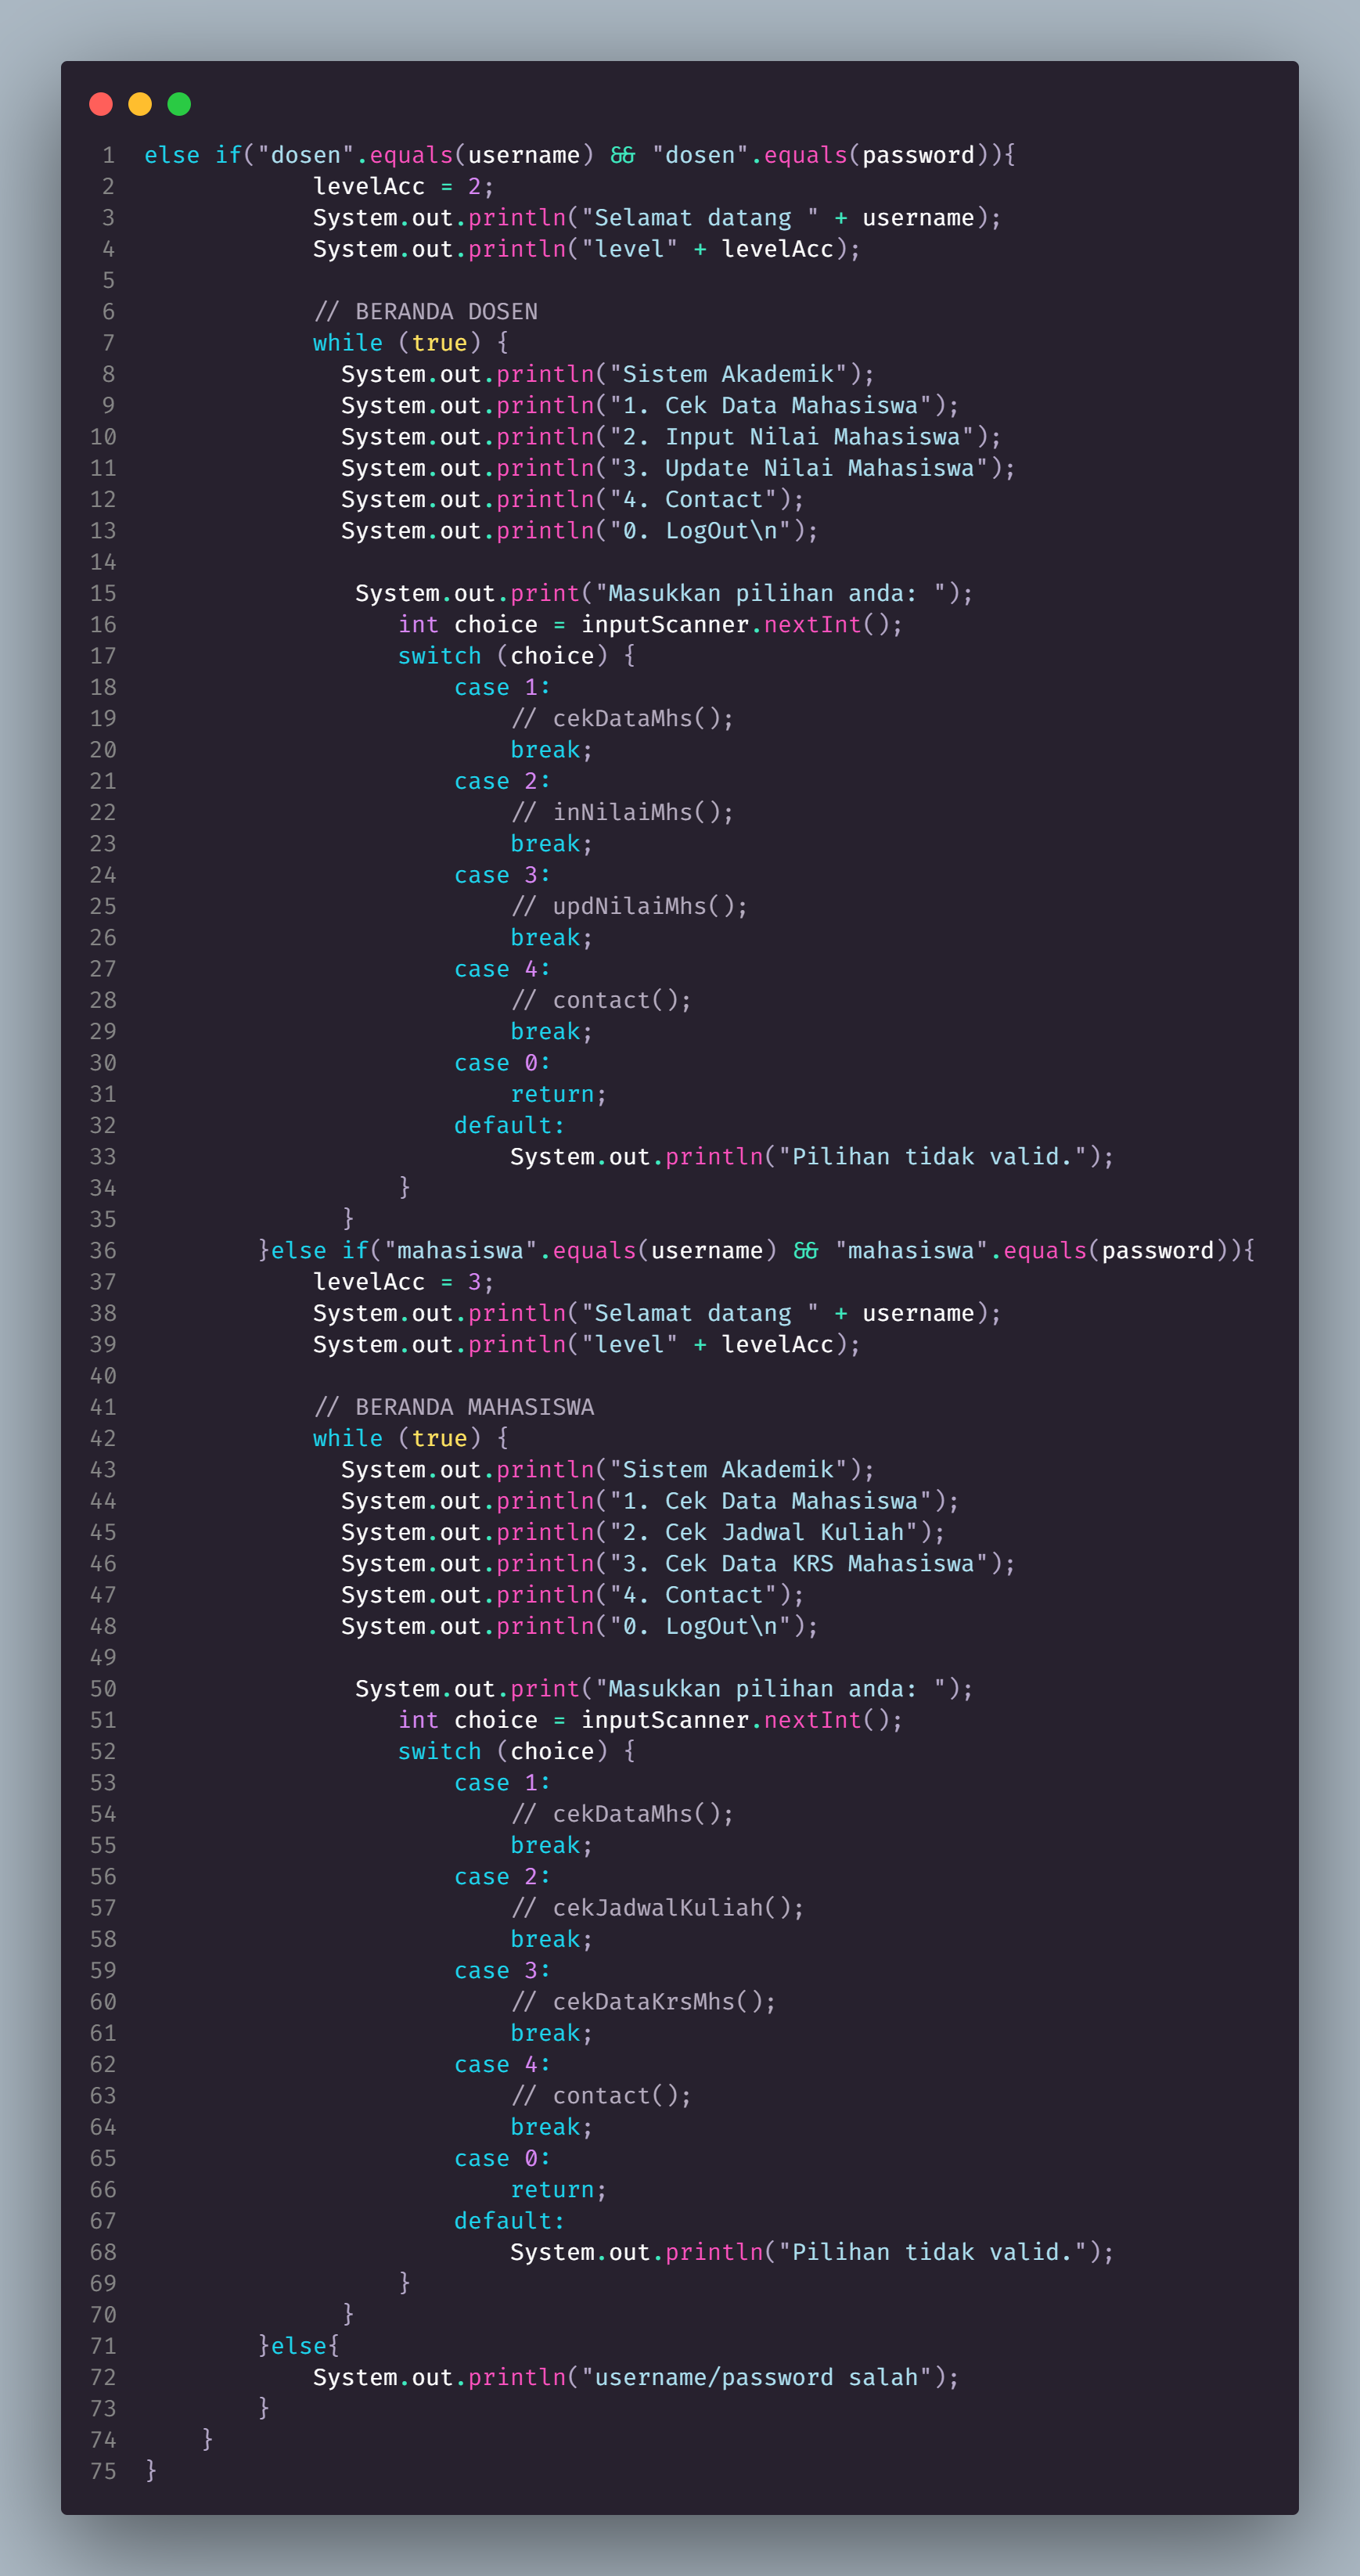 1 else if("dosen".equals(username) && "dosen".equals(password)){
2             levelAcc = 2;
3             System.out.println("Selamat datang " + username);
4             System.out.println("level" + levelAcc);
5
6             // BERANDA DOSEN
7             while (true) {
8               System.out.println("Sistem Akademik");
9               System.out.println("1. Cek Data Mahasiswa");
10               System.out.println("2. Input Nilai Mahasiswa");
11               System.out.println("3. Update Nilai Mahasiswa");
12               System.out.println("4. Contact");
13               System.out.println("0. LogOut\n");
14
15                System.out.print("Masukkan pilihan anda: ");
16                   int choice = inputScanner.nextInt();
17                   switch (choice) {
18                       case 1:
19                           // cekDataMhs();
20                           break;
21                       case 2:
22                           // inNilaiMhs();
23                           break;
24                       case 3:
25                           // updNilaiMhs();
26                           break;
27                       case 4:
28                           // contact();
29                           break;
30                       case 0:
31                           return;
32                       default:
33                           System.out.println("Pilihan tidak valid.");
34                   }
35               }
36         }else if("mahasiswa".equals(username) && "mahasiswa".equals(password)){
37             levelAcc = 3;
38             System.out.println("Selamat datang " + username);
39             System.out.println("level" + levelAcc);
40
41             // BERANDA MAHASISWA
42             while (true) {
43               System.out.println("Sistem Akademik");
44               System.out.println("1. Cek Data Mahasiswa");
45               System.out.println("2. Cek Jadwal Kuliah");
46               System.out.println("3. Cek Data KRS Mahasiswa");
47               System.out.println("4. Contact");
48               System.out.println("0. LogOut\n");
49
50                System.out.print("Masukkan pilihan anda: ");
51                   int choice = inputScanner.nextInt();
52                   switch (choice) {
53                       case 1:
54                           // cekDataMhs();
55                           break;
56                       case 2:
57                           // cekJadwalKuliah();
58                           break;
59                       case 3:
60                           // cekDataKrsMhs();
61                           break;
62                       case 4:
63                           // contact();
64                           break;
65                       case 0:
66                           return;
67                       default:
68                           System.out.println("Pilihan tidak valid.");
69                   }
70               }
71         }else{
72             System.out.println("username/password salah");
73         }
74     }
75 }